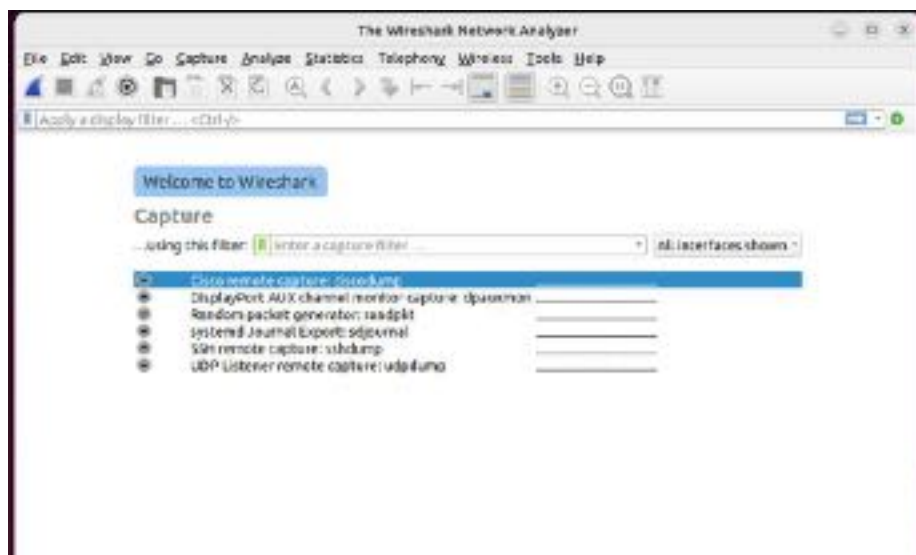 The Wireshark Network Analyzer
File Edit View Go Capture Analyze Statistics Telephony Wireless Tools Help
Apply a display filter ... <Ctrl-/>
Welcome to Wireshark
Capture
...using this filter: Enter a capture filter ... All interfaces shown
Cisco remote capture: ciscodump
DisplayPort AUX channel monitor capture: dpauxmon
Random packet generator: randpkt
systemd Journal Export: sdjournal
SSH remote capture: sshdump
UDP Listener remote capture: udpdump